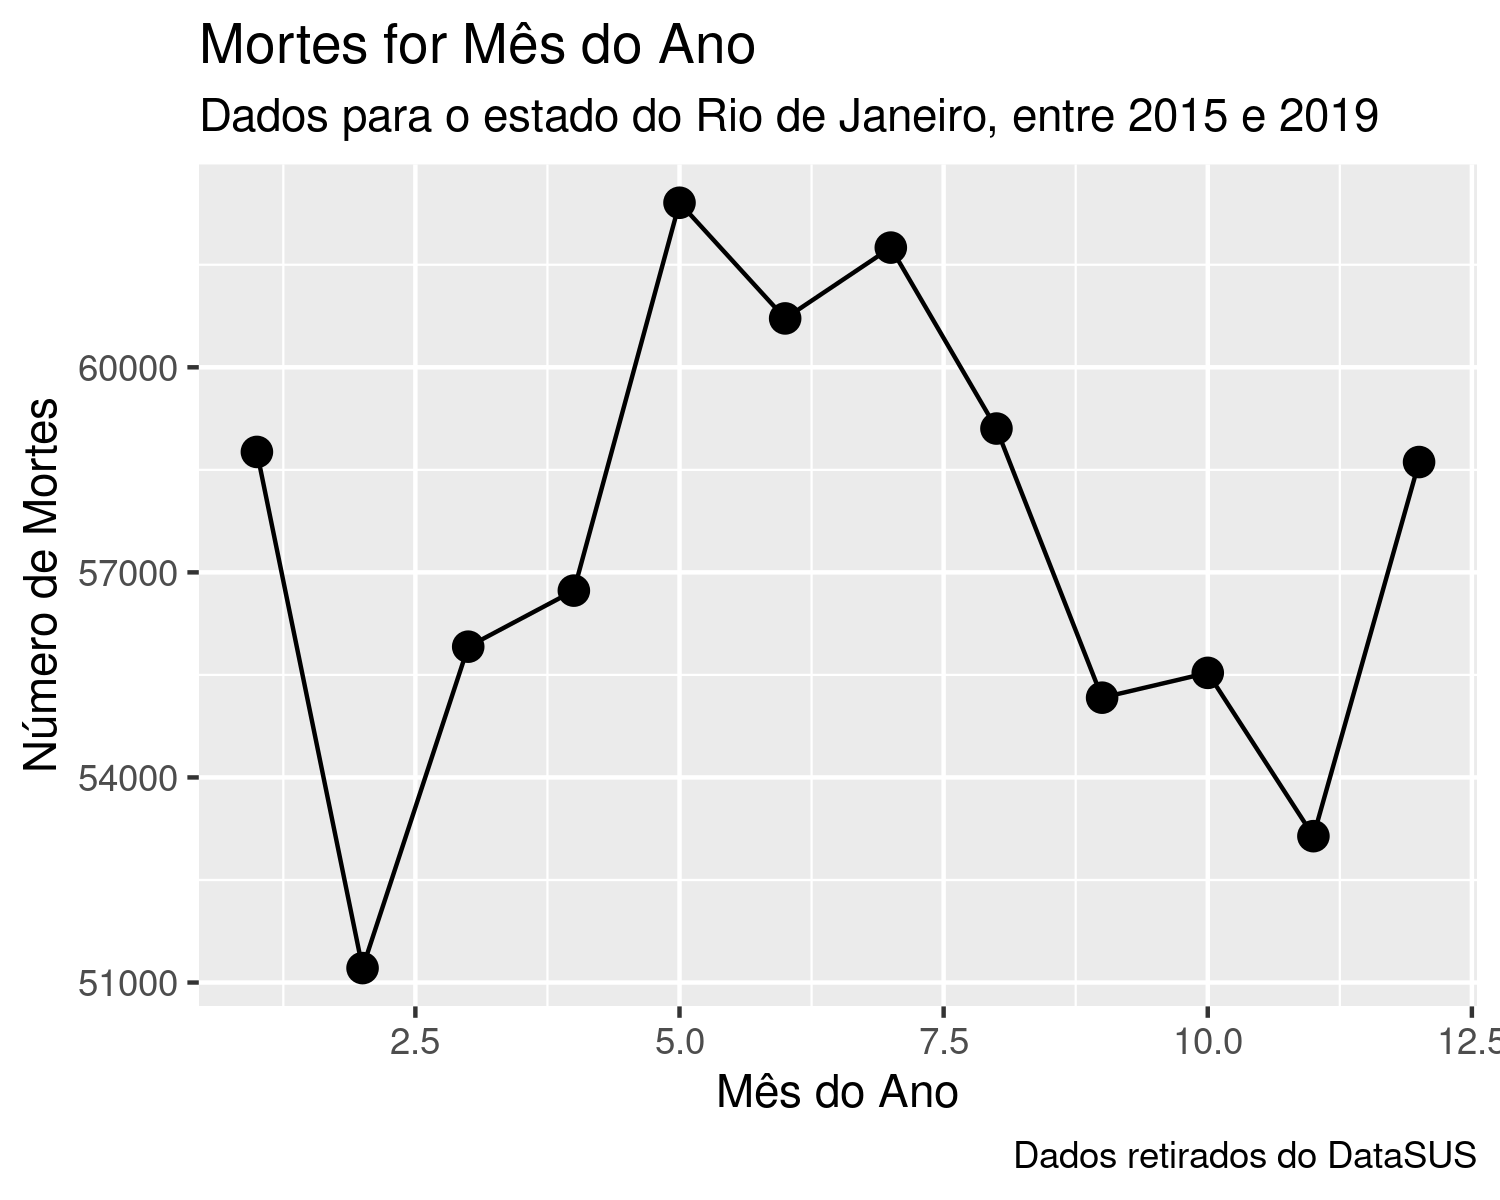 Mortes for Mês do Ano
Dados para o estado do Rio de Janeiro, entre 2015 e 2019
Número de Mortes
60000
57000
54000
51000
2.5
5.0
7.5
10.0
12.5
Mês do Ano
Dados retirados do DataSUS